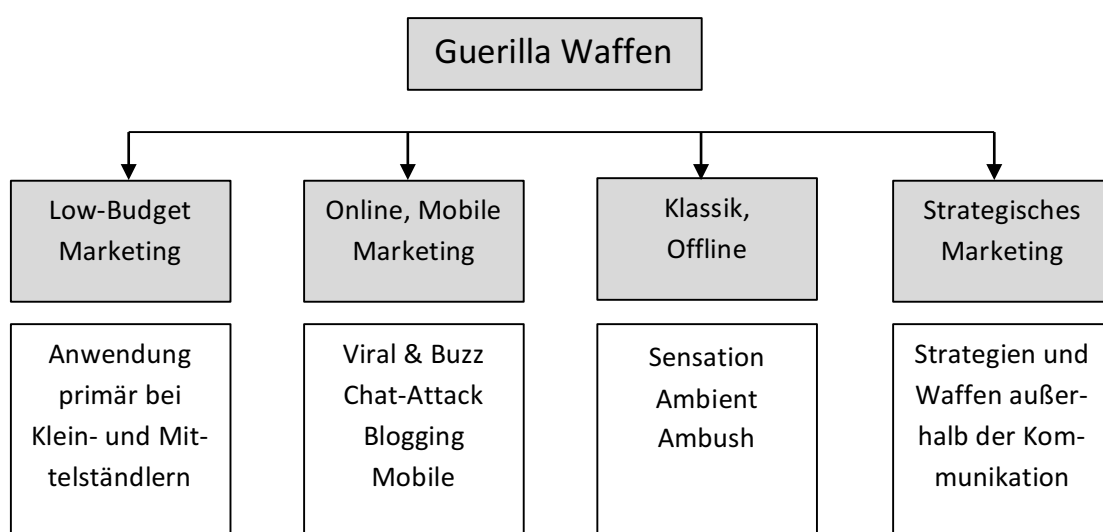 Guerilla Waffen
Low-Budget
Marketing
Online, Mobile
Marketing
Klassik,
Offline
Strategisches
Marketing
Anwendung
primär bei
Klein- und Mit-
telständlern
Viral & Buzz
Chat-Attack
Blogging
Mobile
Sensation
Ambient
Ambush
Strategien und
Waffen außer-
halb der Kom-
munikation